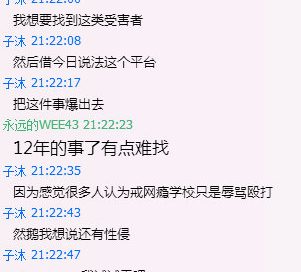 子沐 21:22:00
我想要找到这类受害者
子沐 21:22:08
然后借今日说法这个平台
子沐 21:22:17
把这件事爆出去
永远的WEE43 21:22:23
12年的事了有点难找
子沐 21:22:35
因为感觉很多人认为戒网瘾学校只是辱骂殴打
子沐 21:22:43
然鹅我想说还有性侵
子沐 21:22:47